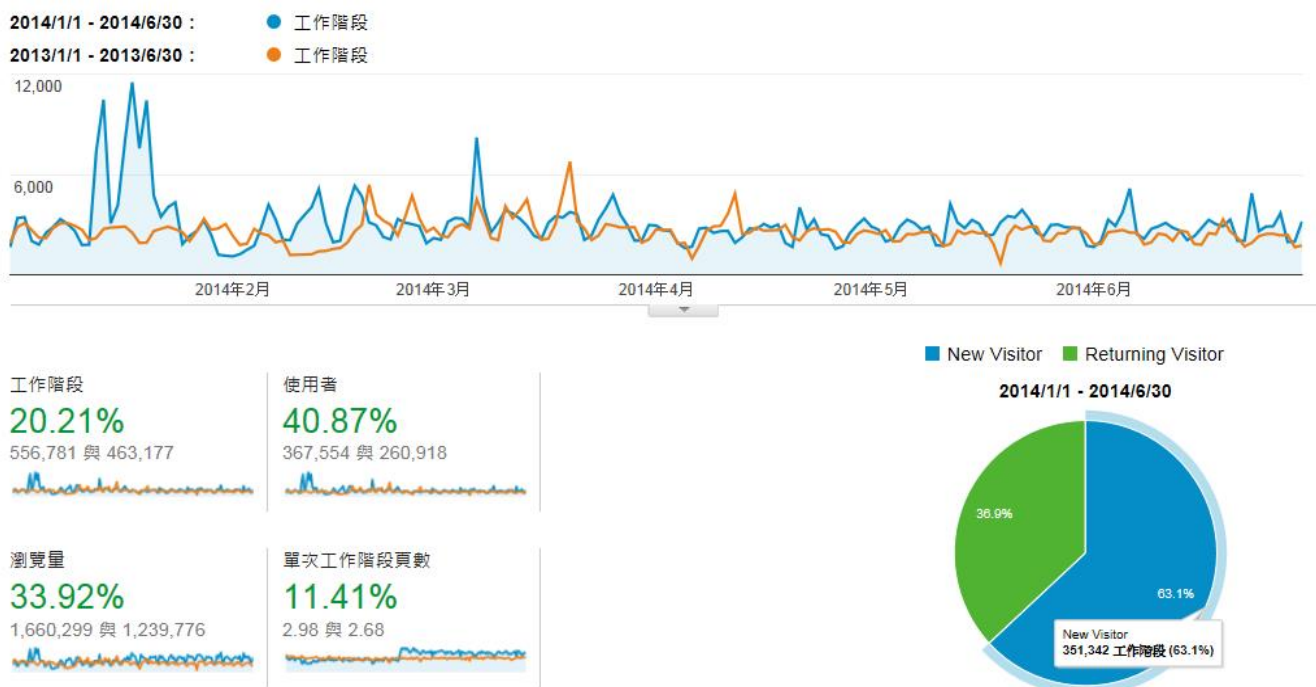 2014/1/1 - 2014/6/30： 工作階段
2013/1/1 - 2013/6/30： 工作階段
12,000
6,000
2014年2月 2014年3月 2014年4月 2014年5月 2014年6月
New Visitor Returning Visitor
2014/1/1 - 2014/6/30
36.9%
63.1%
New Visitor
351,342 工作階段 (63.1%)
工作階段
20.21%
556,781 與 463,177
使用者
40.87%
367,554 與 260,918
瀏覽量
33.92%
1,660,299 與 1,239,776
單次工作階段頁數
11.41%
2.98 與 2.68